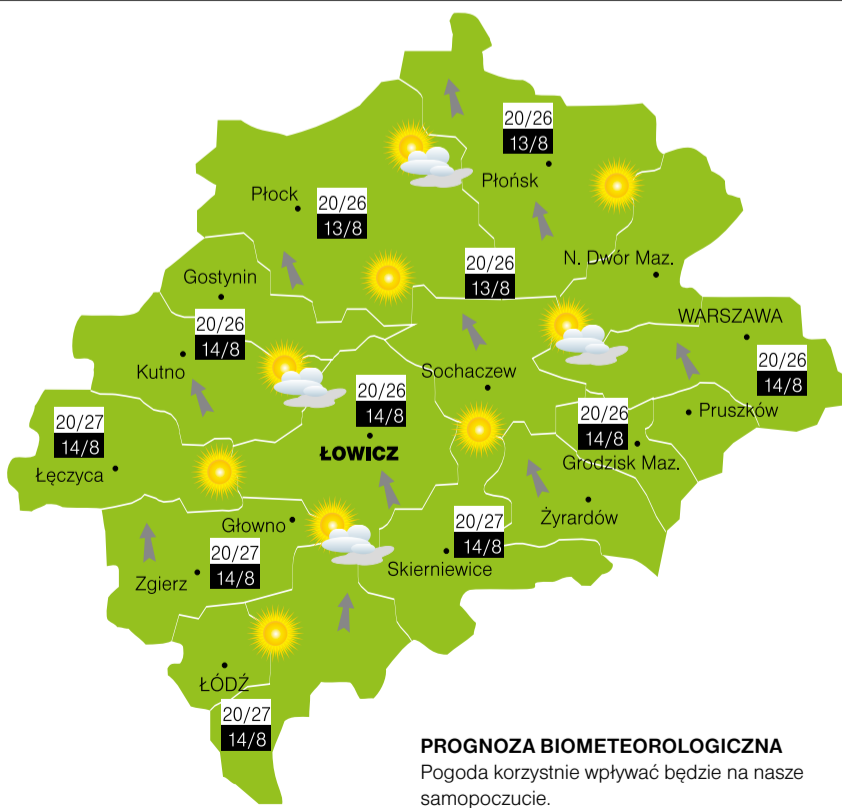 20/26
13/8
Płońsk
Płock
20/26
13/8
N. Dwór Maz.
20/26
13/8
Gostynin
WARSZAWA
20/26
14/8
20/26
14/8
Kutno
Sochaczew
20/26
14/8
Pruszków
20/26
14/8
ŁOWICZ
Grodzisk Maz.
20/27
14/8
Łęczyca
Żyrardów
Głowno
20/27
14/8
Skierniewice
20/27
14/8
Zgierz
ŁÓDŹ
20/27
14/8
PROGNOZA BIOMETEOROLOGICZNA
Pogoda korzystnie wpływać będzie na nasze
samopoczucie.